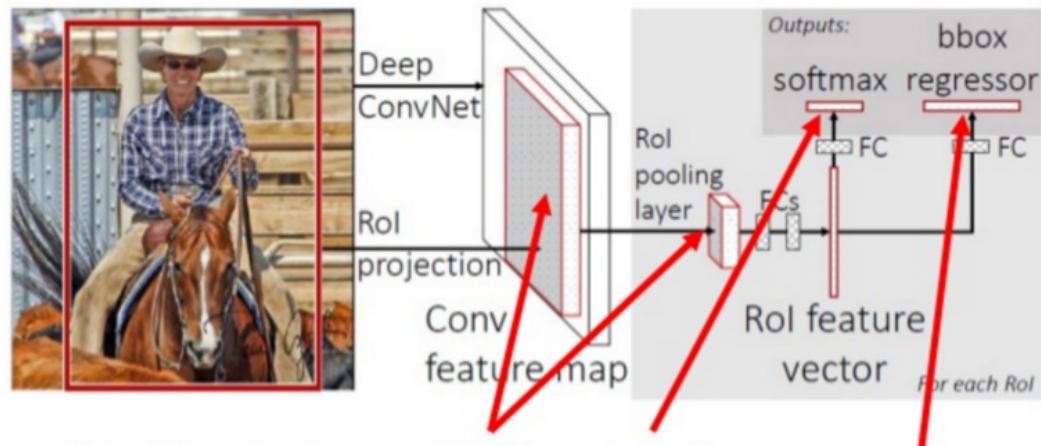 Deep
ConvNet
RoI
projection
Conv
feature map
RoI
pooling
layer
FCs
Outputs:
softmax
bbox
regressor
FC
FC
RoI feature
vector
For each RoI